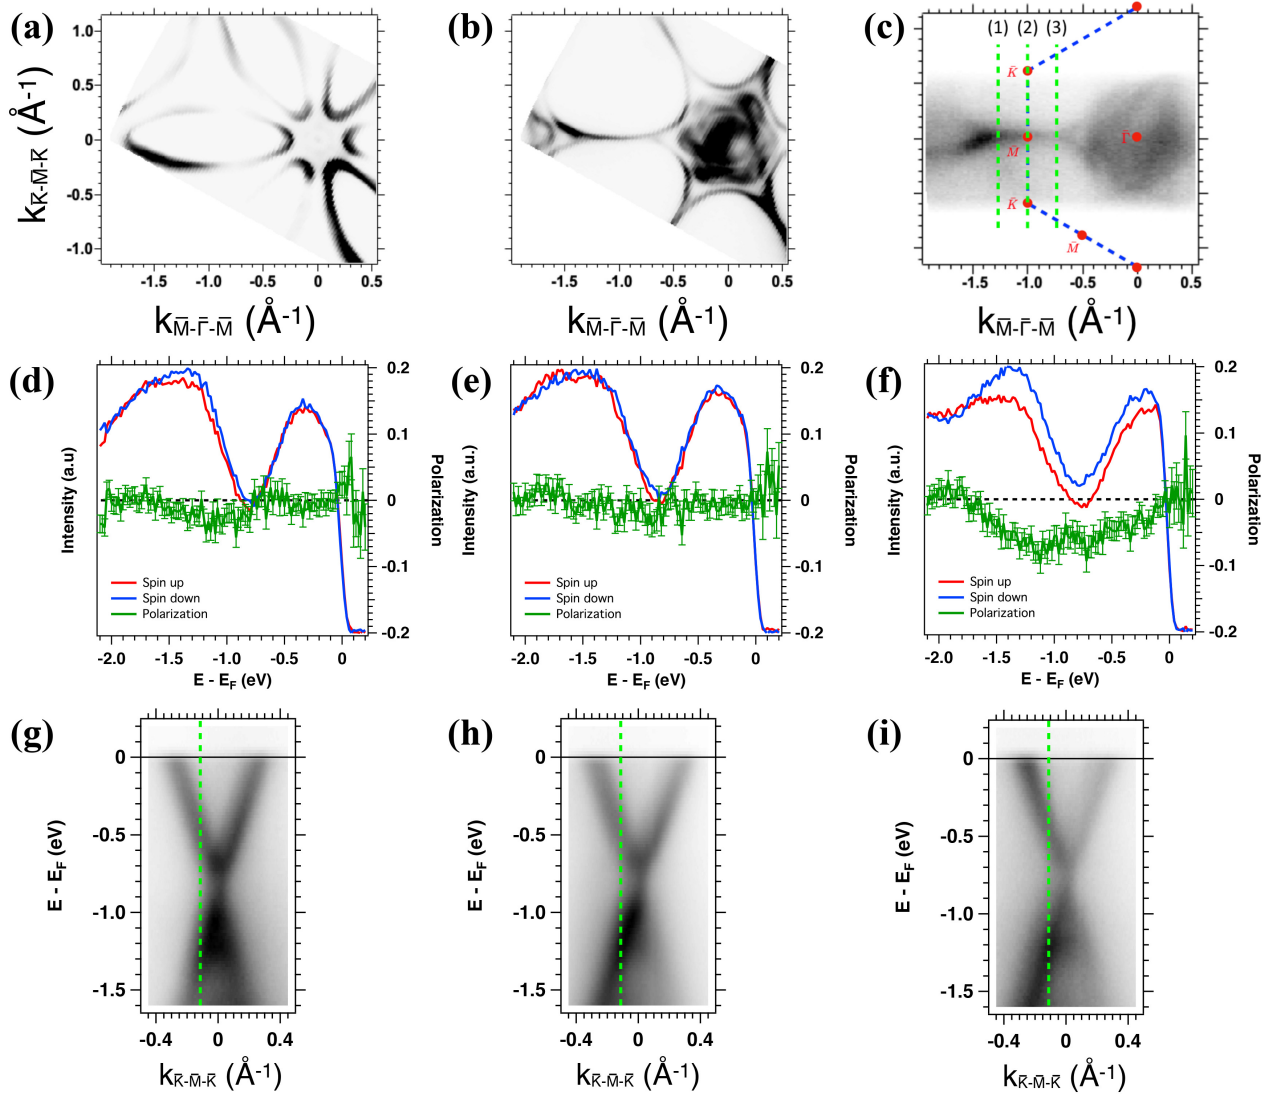 (a)
1.0
0.5
0
-0.5
-1.0
k K̄-M̄-K̄ (Å-1)
-1.5
-1.0
-0.5
0
0.5
k M̄-Γ̄-M̄ (Å-1)
(b)
-1.5
-1.0
-0.5
0
0.5
k M̄-Γ̄-M̄ (Å-1)
(c)
(1) (2) (3)
K̄
M̄
Γ̄
K̄
M̄
-1.5
-1.0
-0.5
0
0.5
k M̄-Γ̄-M̄ (Å-1)
(d)
Intensity (a.u)
0.2
0.1
0
-0.1
-0.2
Polarization
Spin up
Spin down
Polarization
-2.0
-1.5
-1.0
-0.5
0
E - EF (eV)
(e)
Intensity (a.u.)
0.2
0.1
0
-0.1
-0.2
Polarization
Spin up
Spin down
Polarization
-2.0
-1.5
-1.0
-0.5
0
E - EF (eV)
(f)
Intensity (a.u.)
0.2
0.1
0
-0.1
-0.2
Polarization
Spin up
Spin down
Polarization
-2.0
-1.5
-1.0
-0.5
0
E - EF (eV)
(g)
E - EF (eV)
0
-0.5
-1.0
-1.5
-0.4
0
0.4
k K̄-M̄-K̄ (Å-1)
(h)
E - EF (eV)
0
-0.5
-1.0
-1.5
-0.4
0
0.4
k K̄-M̄-K̄ (Å-1)
(i)
E - EF (eV)
0
-0.5
-1.0
-1.5
-0.4
0
0.4
k K̄-M̄-K̄ (Å-1)